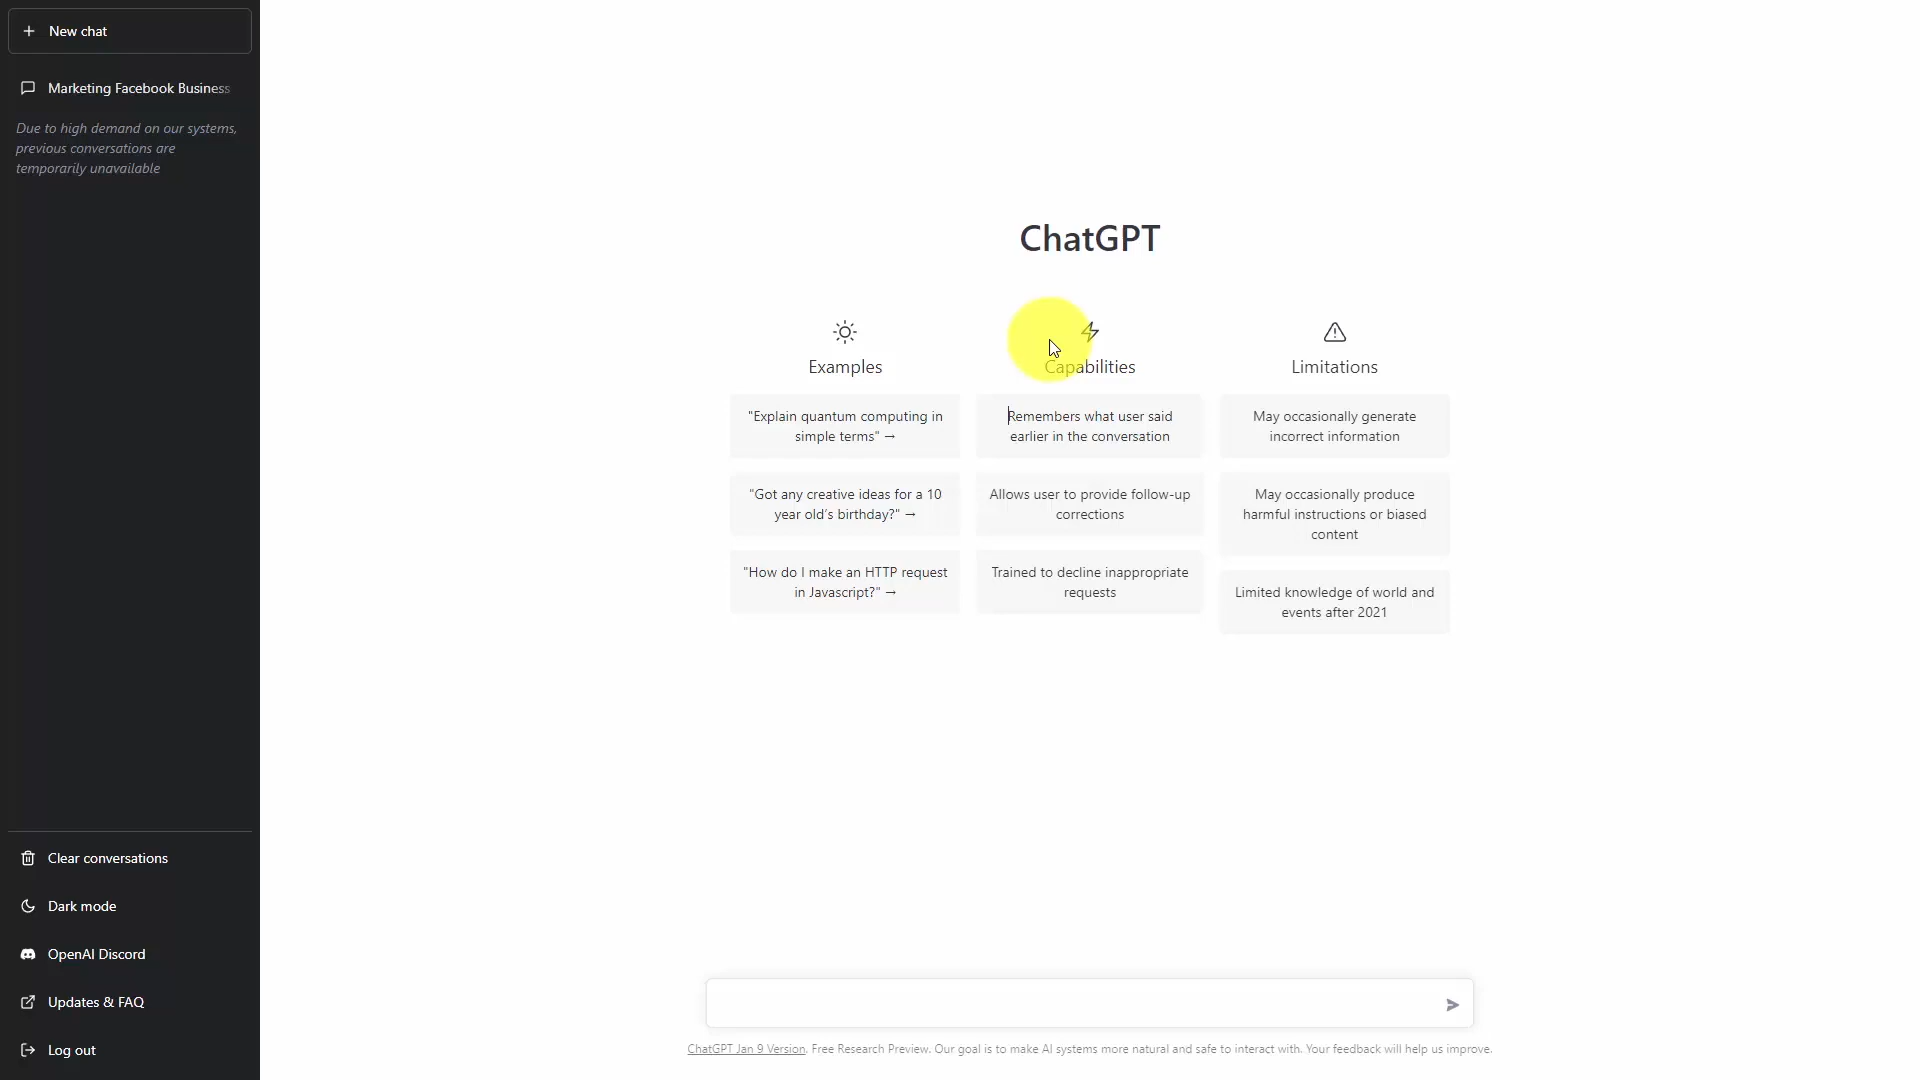 New chat
Marketing Facebook Business
Due to high demand on our systems,
previous conversations are
temporarily unavailable
Clear conversations
Dark mode
OpenAI Discord
Updates & FAQ
Log out
ChatGPT
Examples
"Explain quantum computing in
simple terms" →
"Got any creative ideas for a 10
year old's birthday?" →
"How do I make an HTTP request
in Javascript?" →
Capabilities
Remembers what user said
earlier in the conversation
Allows user to provide follow-up
corrections
Trained to decline inappropriate
requests
Limitations
May occasionally generate
incorrect information
May occasionally produce
harmful instructions or biased
content
Limited knowledge of world and
events after 2021
ChatGPT Jan 9 Version. Free Research Preview. Our goal is to make AI systems more natural and safe to interact with. Your feedback will help us improve.